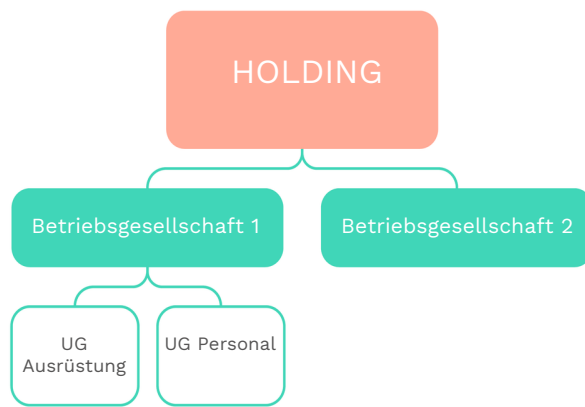 HOLDING
Betriebsgesellschaft 1
Betriebsgesellschaft 2
UG
Ausrüstung
UG Personal